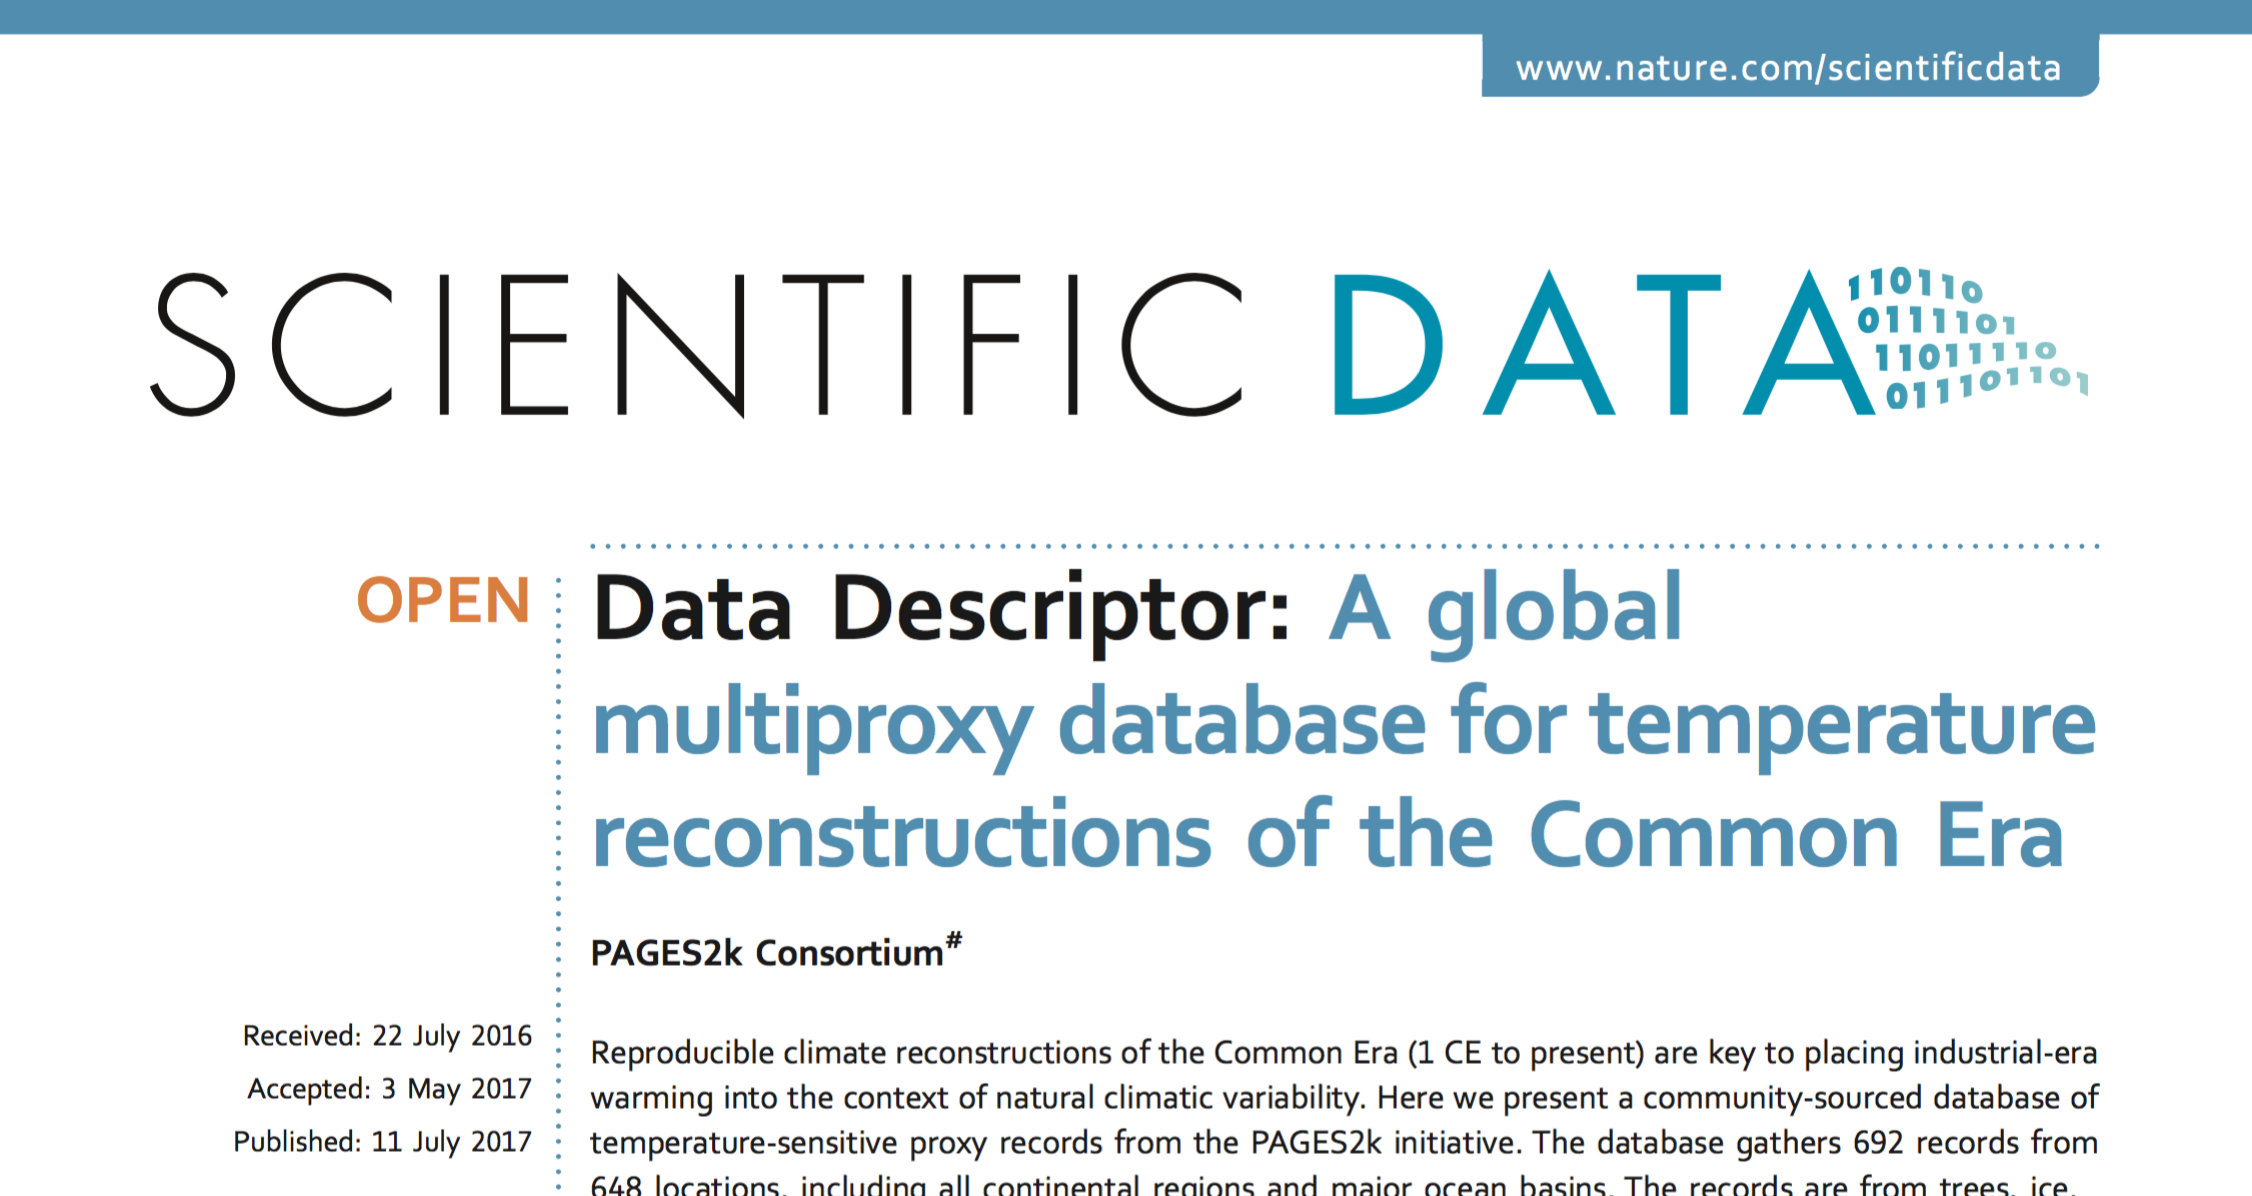 www.nature.com/scientificdata
SCIENTIFIC DATA
110110
0111101
11011110
011101101
OPEN
Data Descriptor: A global
multiproxy database for temperature
reconstructions of the Common Era
PAGES2k Consortium#
Received: 22 July 2016
Accepted: 3 May 2017
Published: 11 July 2017
Reproducible climate reconstructions of the Common Era (1 CE to present) are key to placing industrial-era
warming into the context of natural climatic variability. Here we present a community-sourced database of
temperature-sensitive proxy records from the PAGES2k initiative. The database gathers 692 records from
648 locations, including all continental regions and major ocean basins. The records are from trees, ice,